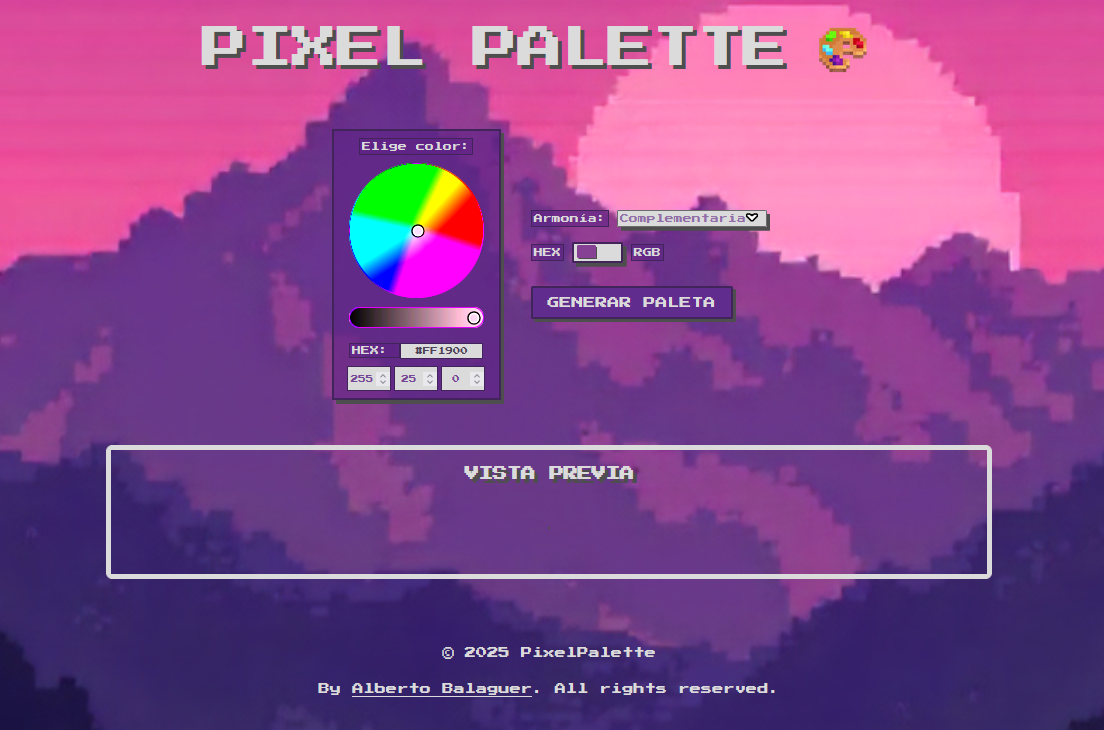 PIXEL PALETTE
Elige color:
Armonía: Complementaria
HEX RGB
GENERAR PALETA
HEX: #FF1900
255 25 0
VISTA PREVIA
© 2025 PixelPalette
By Alberto Balaguer. All rights reserved.